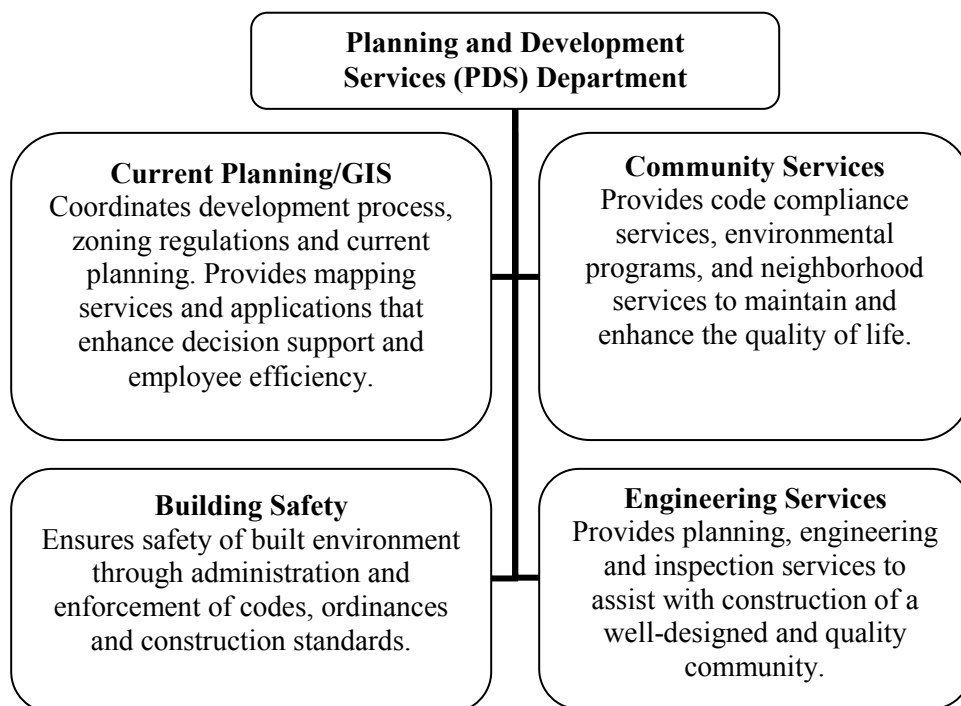 Planning and Development
Services (PDS) Department
Current Planning/GIS
Coordinates development process,
zoning regulations and current
planning. Provides mapping
services and applications that
enhance decision support and
employee efficiency.
Community Services
Provides code compliance
services, environmental
programs, and neighborhood
services to maintain and
enhance the quality of life.
Building Safety
Ensures safety of built environment
through administration and
enforcement of codes, ordinances
and construction standards.
Engineering Services
Provides planning, engineering
and inspection services to
assist with construction of a
well-designed and quality
community.